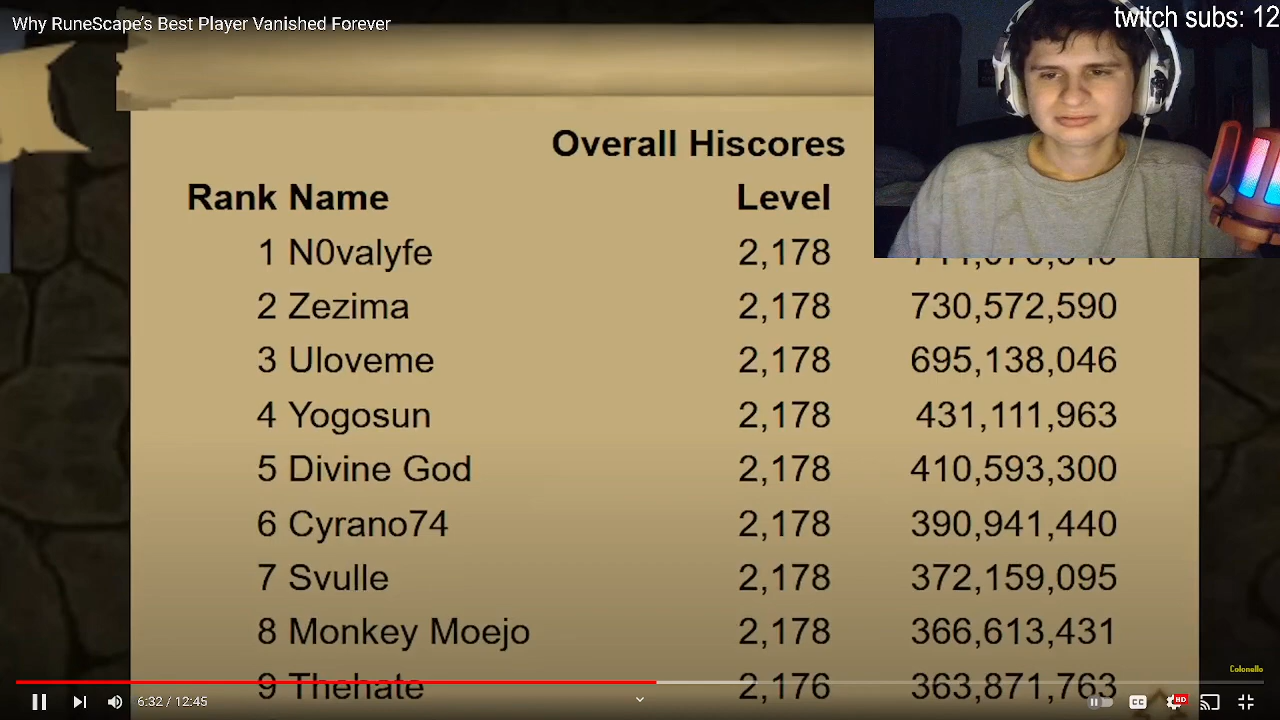 Why RuneScape's Best Player Vanished Forever
twitch subs: 12
Overall Hiscores
Rank Name Level
1 N0valyfe 2,178
2 Zezima 2,178 730,572,590
3 Uloveme 2,178 695,138,046
4 Yogosun 2,178 431,111,963
5 Divine God 2,178 410,593,300
6 Cyrano74 2,178 390,941,440
7 Svulle 2,178 372,159,095
8 Monkey Moejo 2,178 366,613,431
9 Thehate 2,176 363,871,763
Colonello
6:32 / 12:45
CC
HD